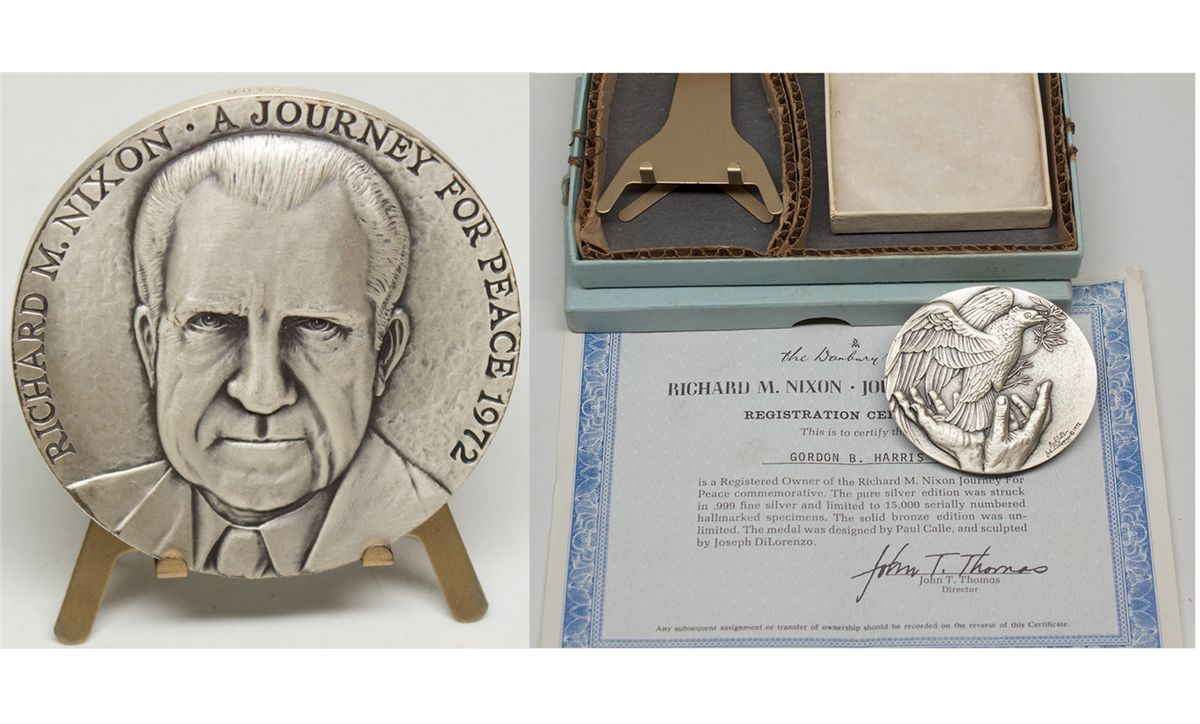 RICHARD M. NIXON · A JOURNEY FOR PEACE 1972
the Danbury
RICHARD M. NIXON · JOU
REGISTRATION CE
This is to certify th
GORDON B. HARRIS
is a Registered Owner of the Richard M. Nixon Journey For
Peace commemorative. The pure silver edition was struck
in .999 fine silver and limited to 15,000 serially numbered
hallmarked specimens. The solid bronze edition was un-
limited. The medal was designed by Paul Calle, and sculpted
by Joseph DiLorenzo.
John T. Thomas
John T. Thomas
Director
Any subsequent assignment or transfer of ownership should be recorded on the reverse of this Certificate.